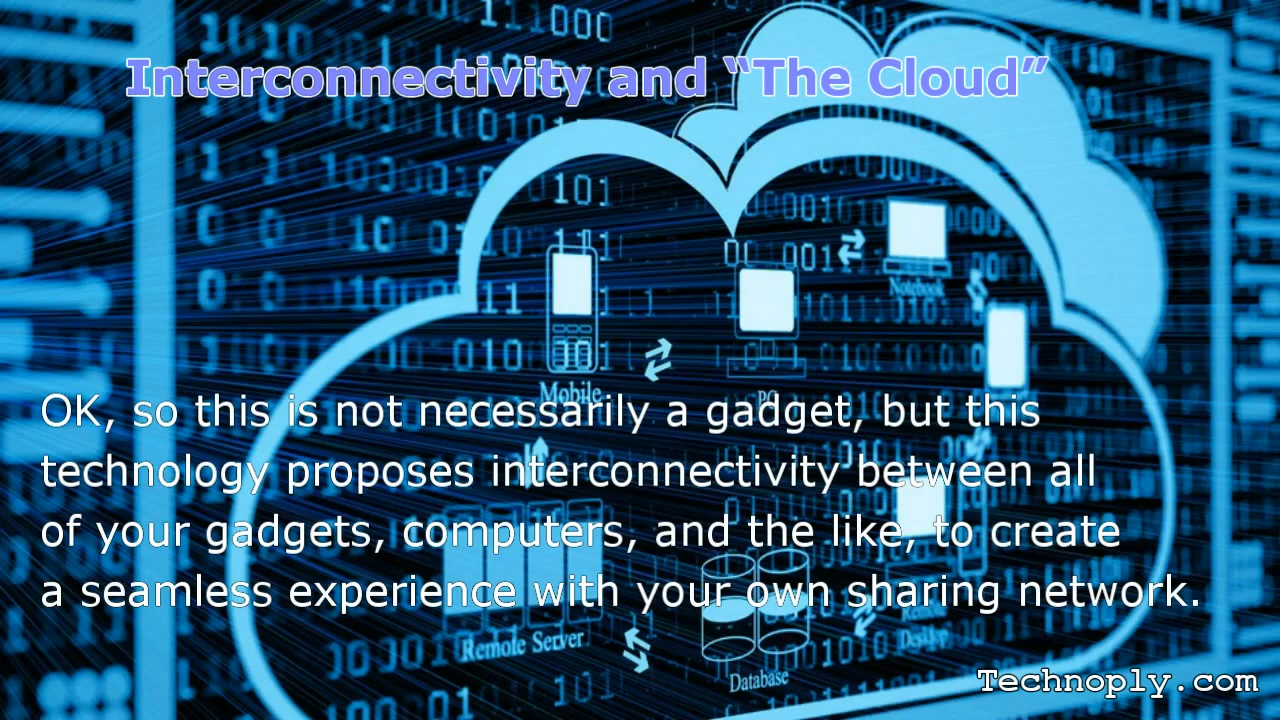 Interconnectivity and “The Cloud”
Notebook
Mobile
PC
OK, so this is not necessarily a gadget, but this
technology proposes interconnectivity between all
of your gadgets, computers, and the like, to create
a seamless experience with your own sharing network.
Remote Server
Desktop
Database
Technoply.com